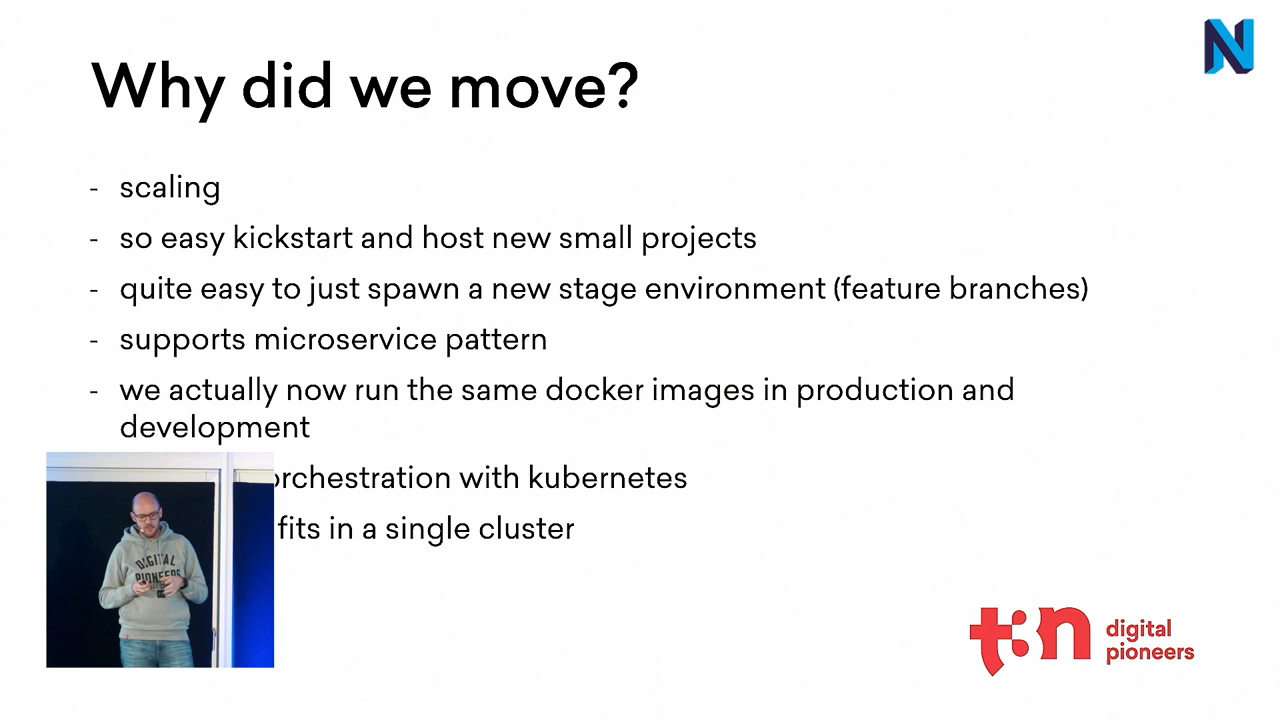 Why did we move?
- scaling
- so easy kickstart and host new small projects
- quite easy to just spawn a new stage environment (feature branches)
- supports microservice pattern
- we actually now run the same docker images in production and
development
orchestration with kubernetes
fits in a single cluster
DIGITAL
PIONEERS
t3n digital
pioneers